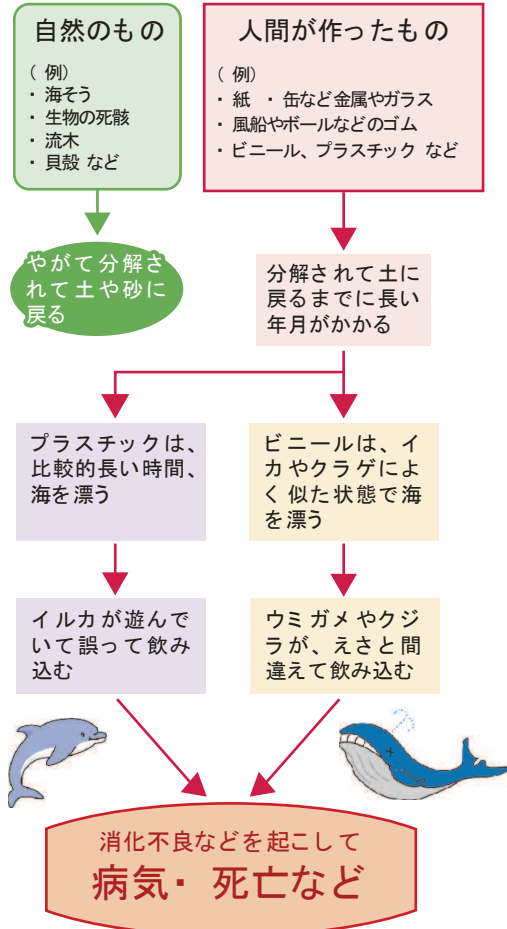 自然のもの
（例）
・海そう
・生物の死骸
・流木
・貝殻 など
やがて分解さ
れて土や砂に
戻る
人間が作ったもの
（例）
・紙 ・缶など金属やガラス
・風船やボールなどのゴム
・ビニール、プラスチック など
分解されて土に
戻るまでに長い
年月がかかる
プラスチックは、
比較的長い時間、
海を漂う
ビニールは、イ
カやクラゲによ
く似た状態で海
を漂う
イルカが遊んで
いて誤って飲み
込む
ウミガメやクジ
ラが、えさと間
違えて飲み込む
消化不良などを起こして
病気・死亡など